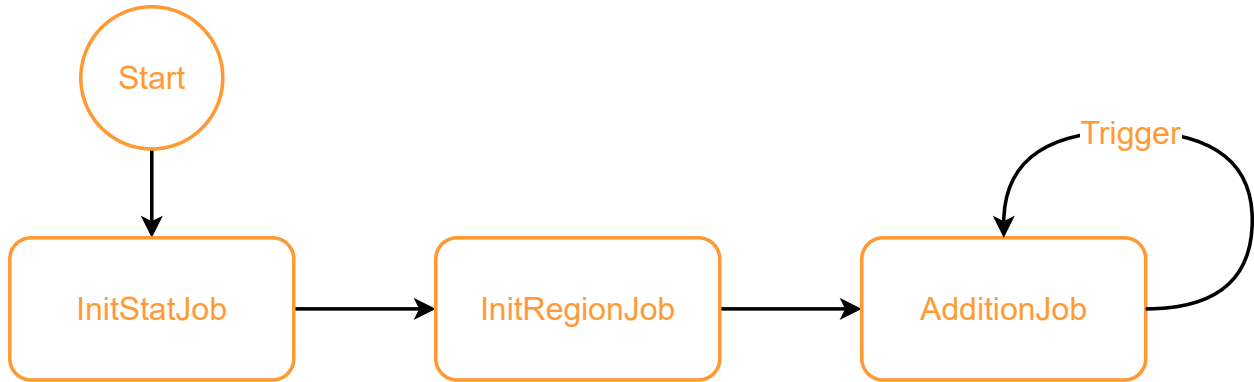 Start
Trigger
InitStatJob
InitRegionJob
AdditionJob